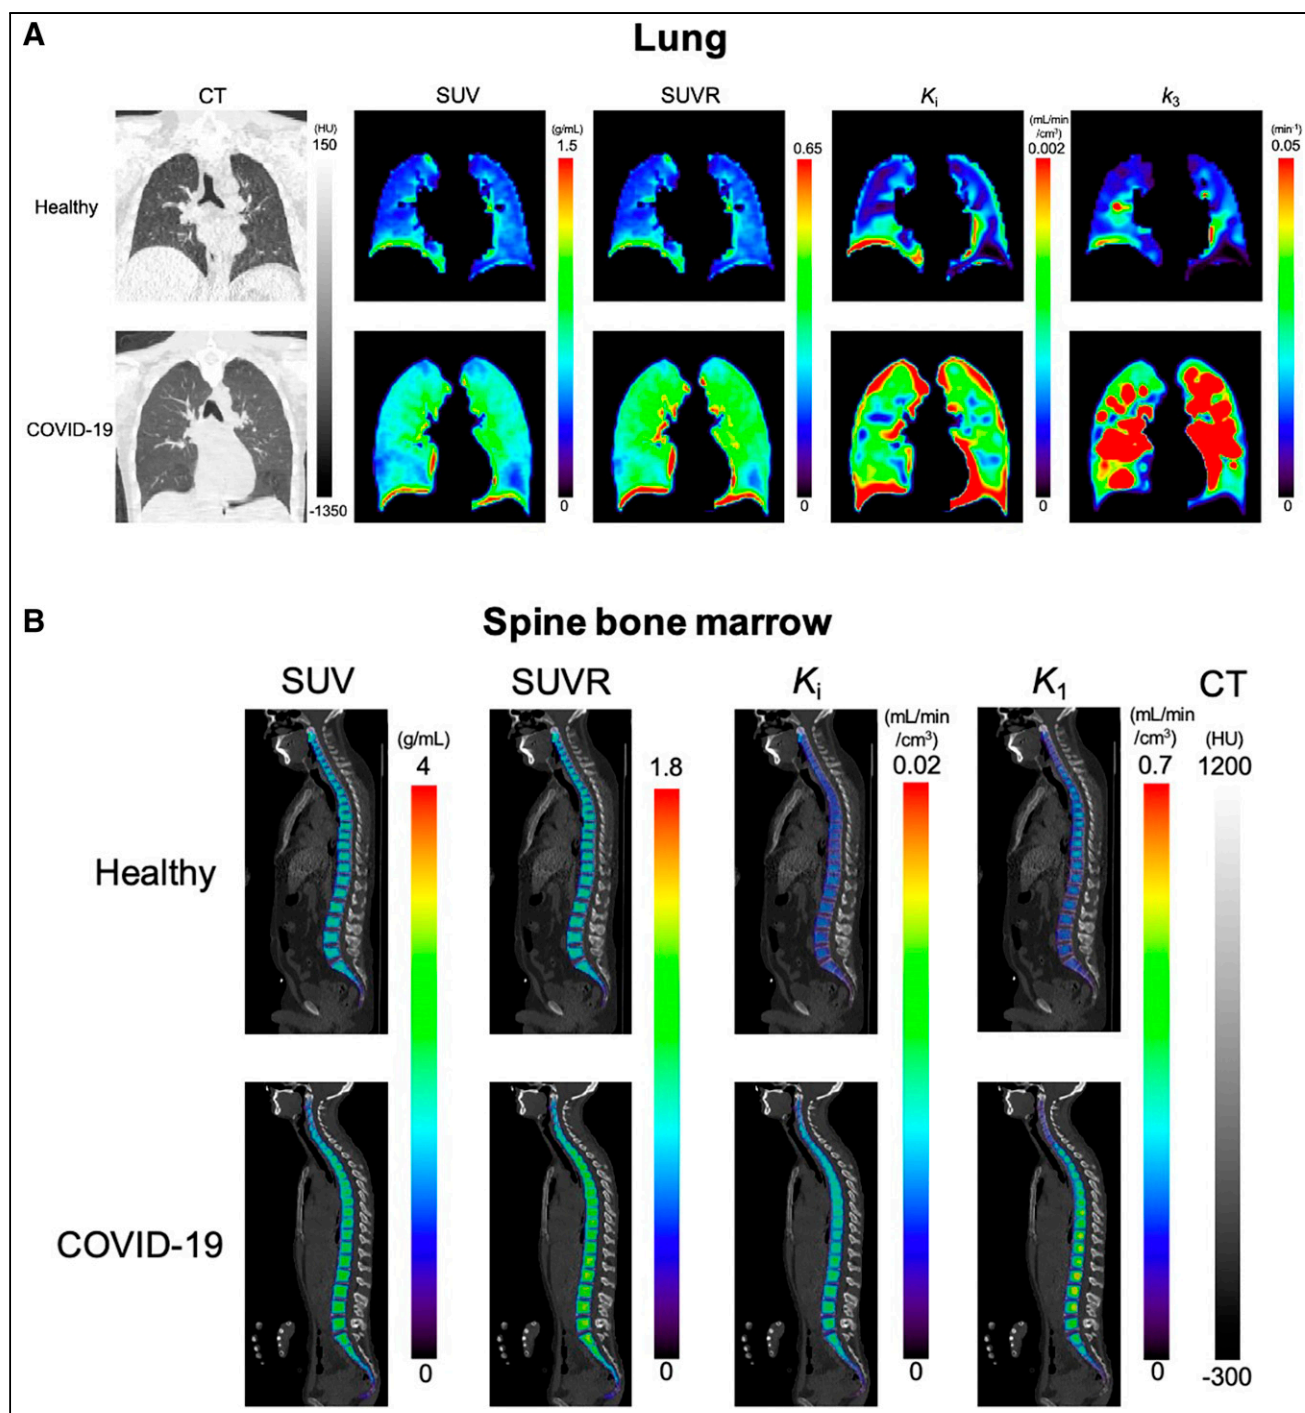 A
Lung
CT
SUV
SUVR
Ki
k3
(HU)
150
(g/mL)
1.5
0.65
(mL/min
/cm³)
0.002
(min⁻¹)
0.05
Healthy
COVID-19
-1350
0
0
0
0
B
Spine bone marrow
SUV
SUVR
Ki
K1
CT
(g/mL)
4
1.8
(mL/min
/cm³)
0.02
(mL/min
/cm³)
0.7
(HU)
1200
Healthy
COVID-19
0
0
0
0
-300